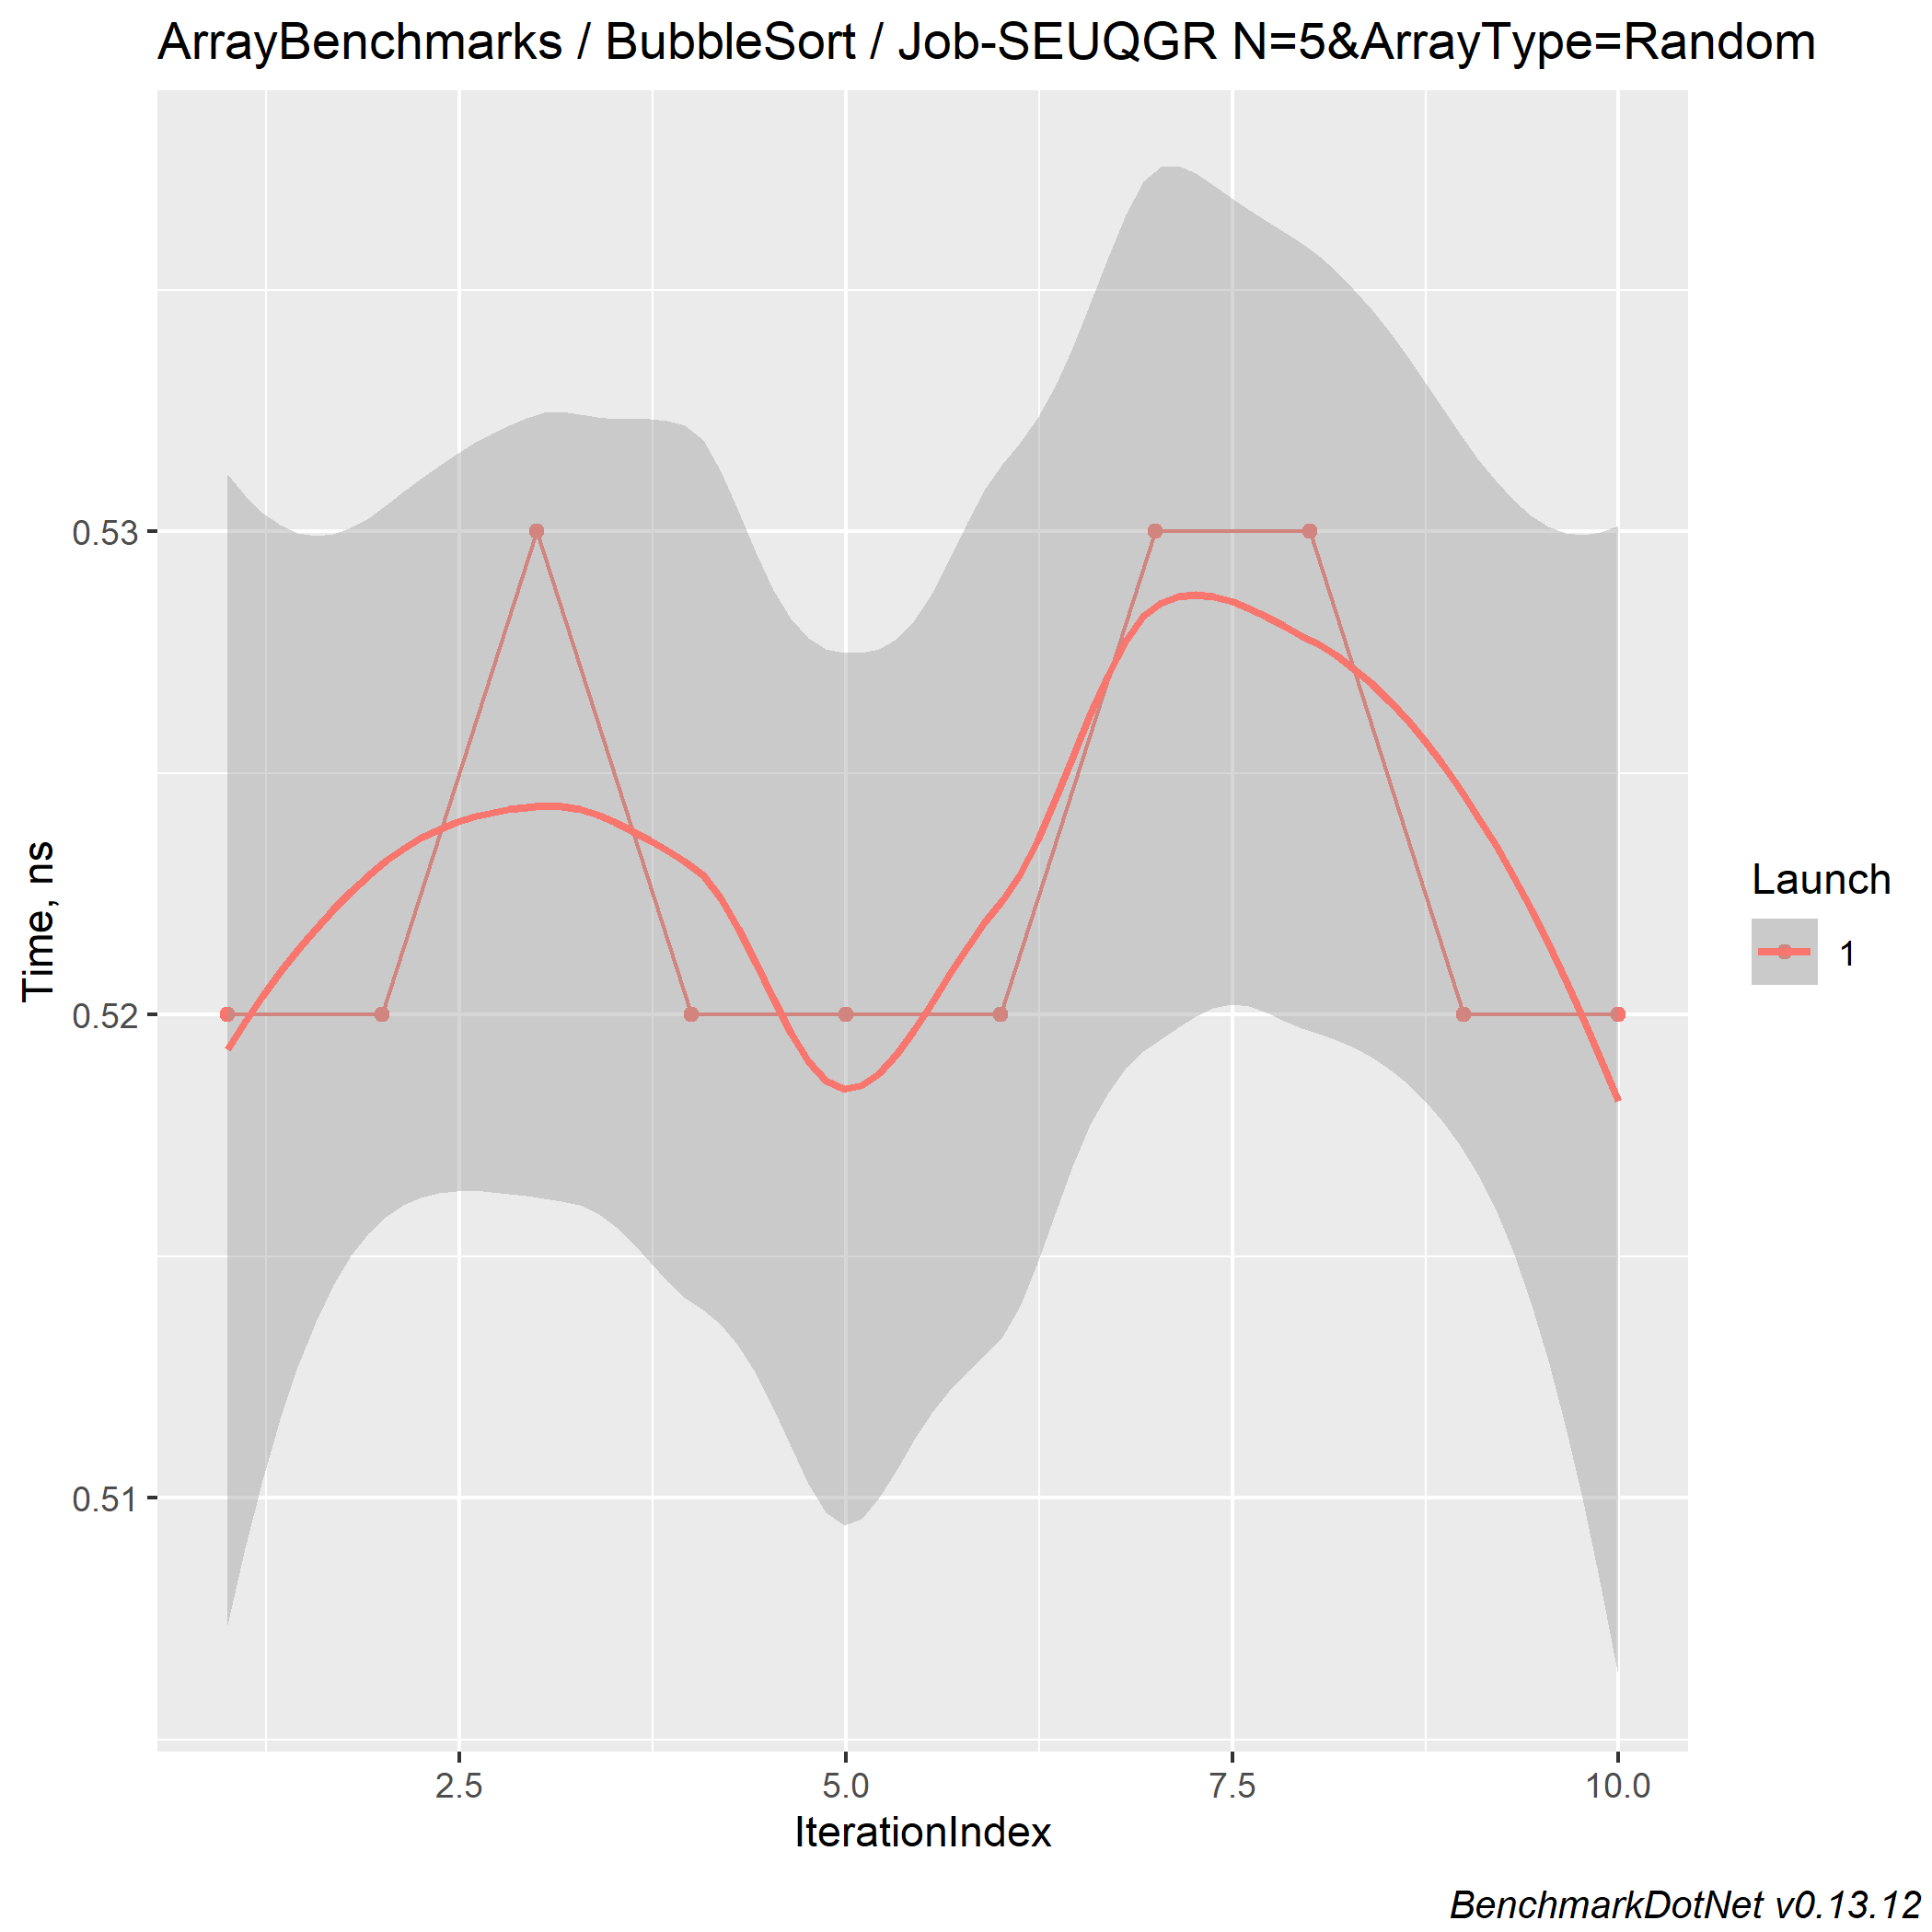 ArrayBenchmarks / BubbleSort / Job-SEUQGR N=5&ArrayType=Random
Time, ns
0.53
0.52
0.51
2.5 5.0 7.5 10.0
IterationIndex
Launch
1
BenchmarkDotNet v0.13.12